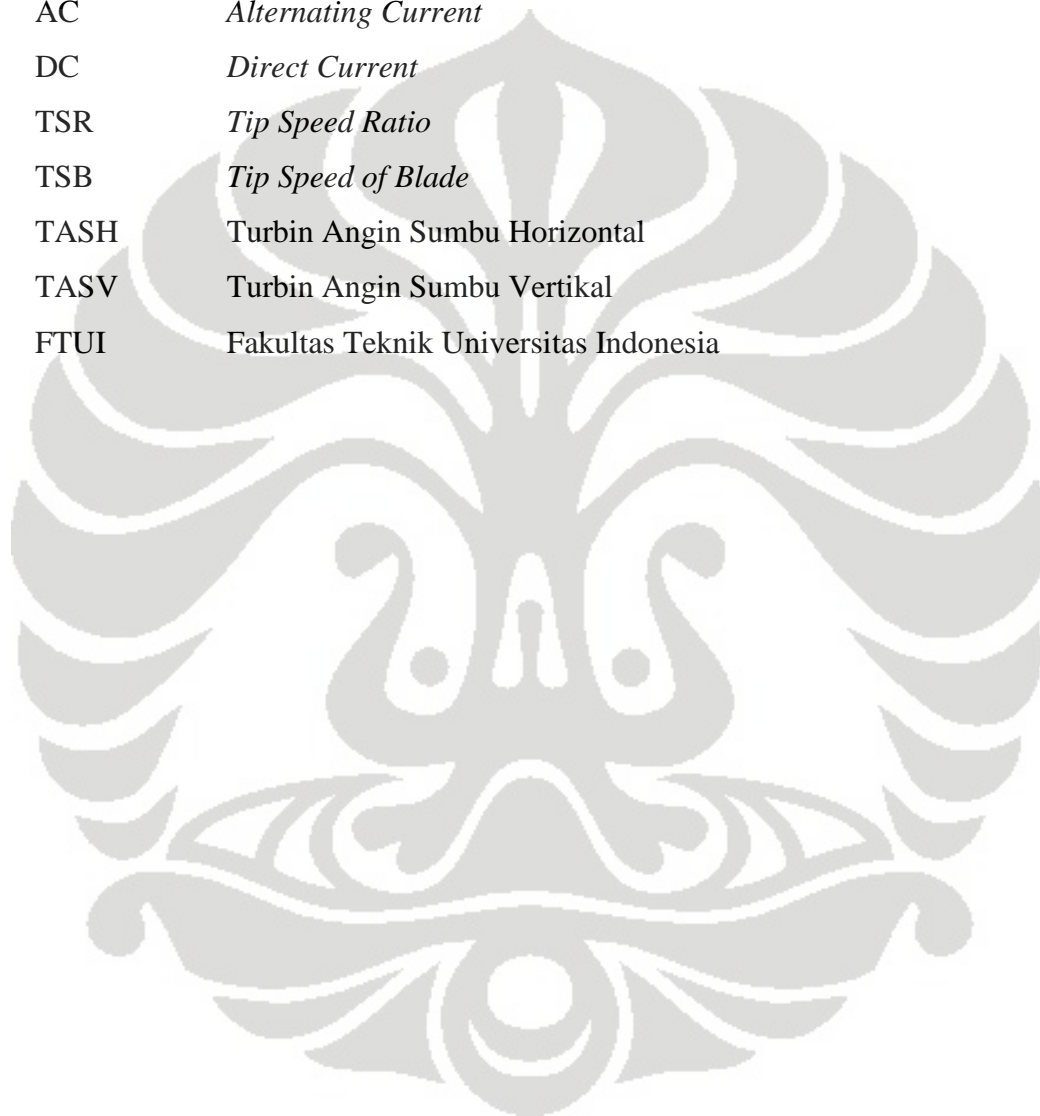 AC Alternating Current
DC Direct Current
TSR Tip Speed Ratio
TSB Tip Speed of Blade
TASH Turbin Angin Sumbu Horizontal
TASV Turbin Angin Sumbu Vertikal
FTUI Fakultas Teknik Universitas Indonesia